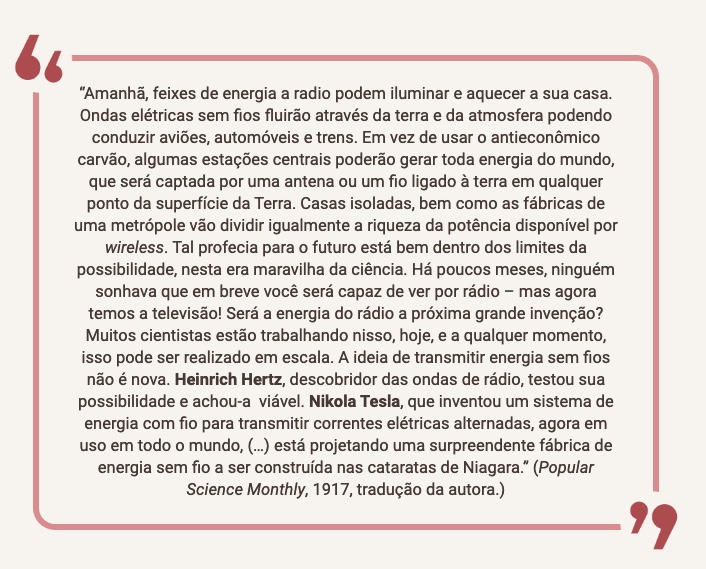 “Amanhã, feixes de energia a radio podem iluminar e aquecer a sua casa.
Ondas elétricas sem fios fluirão através da terra e da atmosfera podendo
conduzir aviões, automóveis e trens. Em vez de usar o antieconômico
carvão, algumas estações centrais poderão gerar toda energia do mundo,
que será captada por uma antena ou um fio ligado à terra em qualquer
ponto da superfície da Terra. Casas isoladas, bem como as fábricas de
uma metrópole vão dividir igualmente a riqueza da potência disponível por
wireless. Tal profecia para o futuro está bem dentro dos limites da
possibilidade, nesta era maravilha da ciência. Há poucos meses, ninguém
sonhava que em breve você será capaz de ver por rádio – mas agora
temos a televisão! Será a energia do rádio a próxima grande invenção?
Muitos cientistas estão trabalhando nisso, hoje, e a qualquer momento,
isso pode ser realizado em escala. A ideia de transmitir energia sem fios
não é nova. Heinrich Hertz, descobridor das ondas de rádio, testou sua
possibilidade e achou-a  viável. Nikola Tesla, que inventou um sistema de
energia com fio para transmitir correntes elétricas alternadas, agora em
uso em todo o mundo, (...) está projetando uma surpreendente fábrica de
energia sem fio a ser construída nas cataratas de Niagara.” (Popular
Science Monthly, 1917, tradução da autora.)